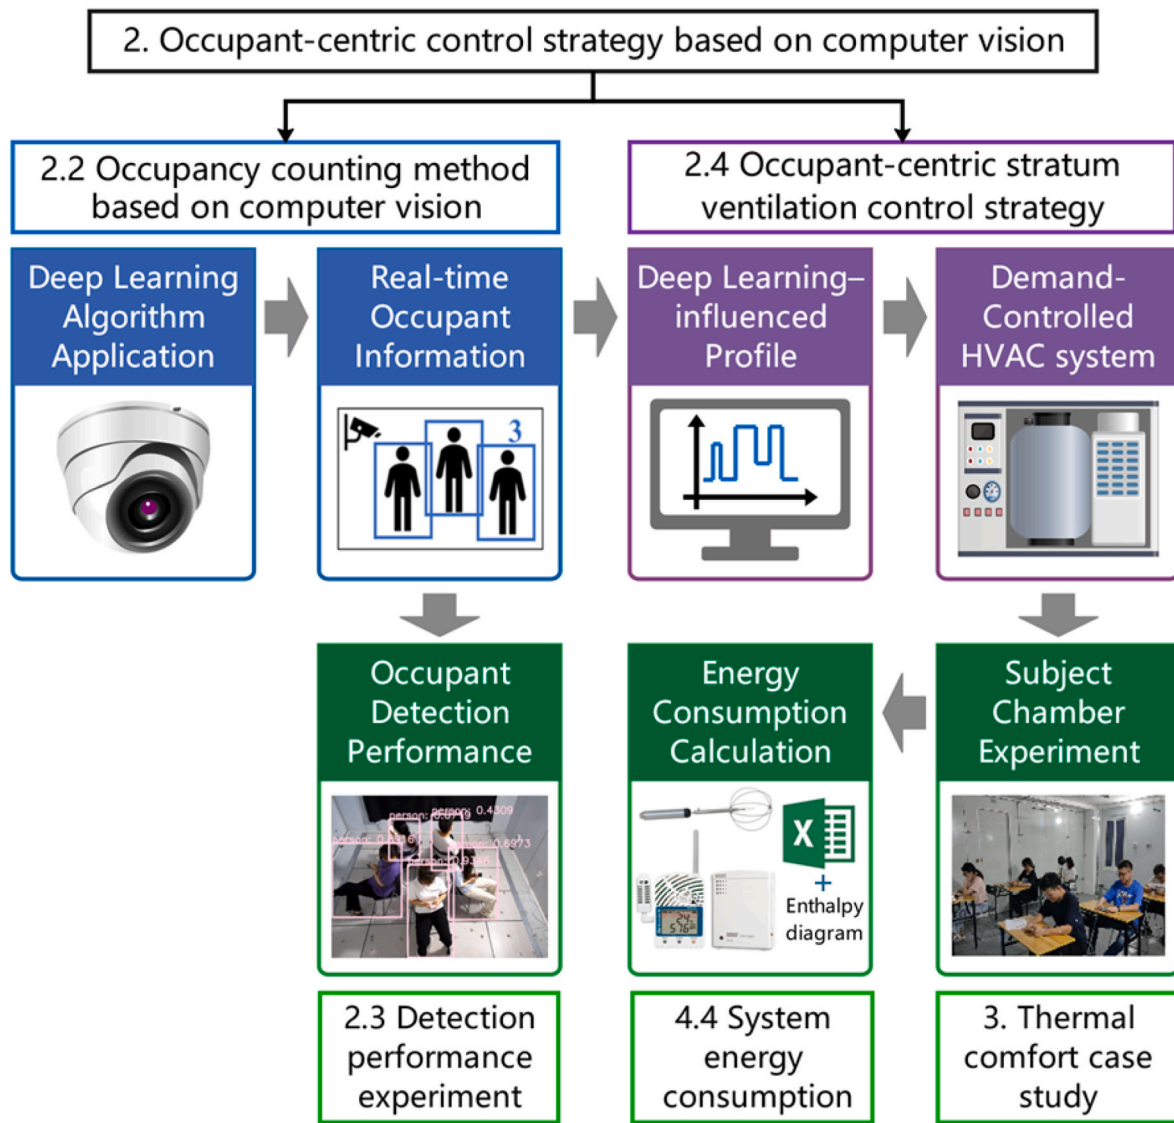 2. Occupant-centric control strategy based on computer vision
2.2 Occupancy counting method
based on computer vision
2.4 Occupant-centric stratum
ventilation control strategy
Deep Learning
Algorithm
Application
Real-time
Occupant
Information
3
Deep Learning–
influenced
Profile
Demand-
Controlled
HVAC system
Occupant
Detection
Performance
person: 0.4309
person: 0.9346
Energy
Consumption
Calculation
X
+
Enthalpy
diagram
Subject
Chamber
Experiment
2.3 Detection
performance
experiment
4.4 System
energy
consumption
3. Thermal
comfort case
study